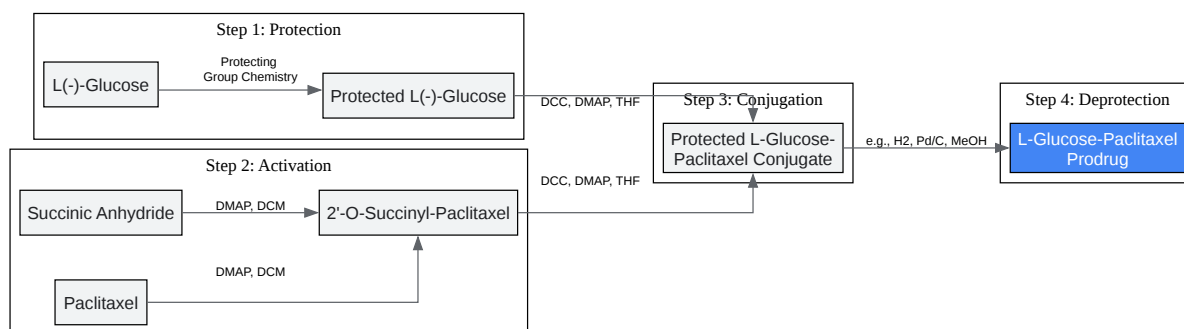 Step 1: Protection
L(-)-Glucose
Protecting
Group Chemistry
Protected L(-)-Glucose
DCC, DMAP, THF
Step 2: Activation
Succinic Anhydride
DMAP, DCM
2'-O-Succinyl-Paclitaxel
DMAP, DCM
Paclitaxel
DCC, DMAP, THF
Step 3: Conjugation
Protected L-Glucose-
Paclitaxel Conjugate
e.g., H2, Pd/C, MeOH
Step 4: Deprotection
L-Glucose-Paclitaxel
Prodrug